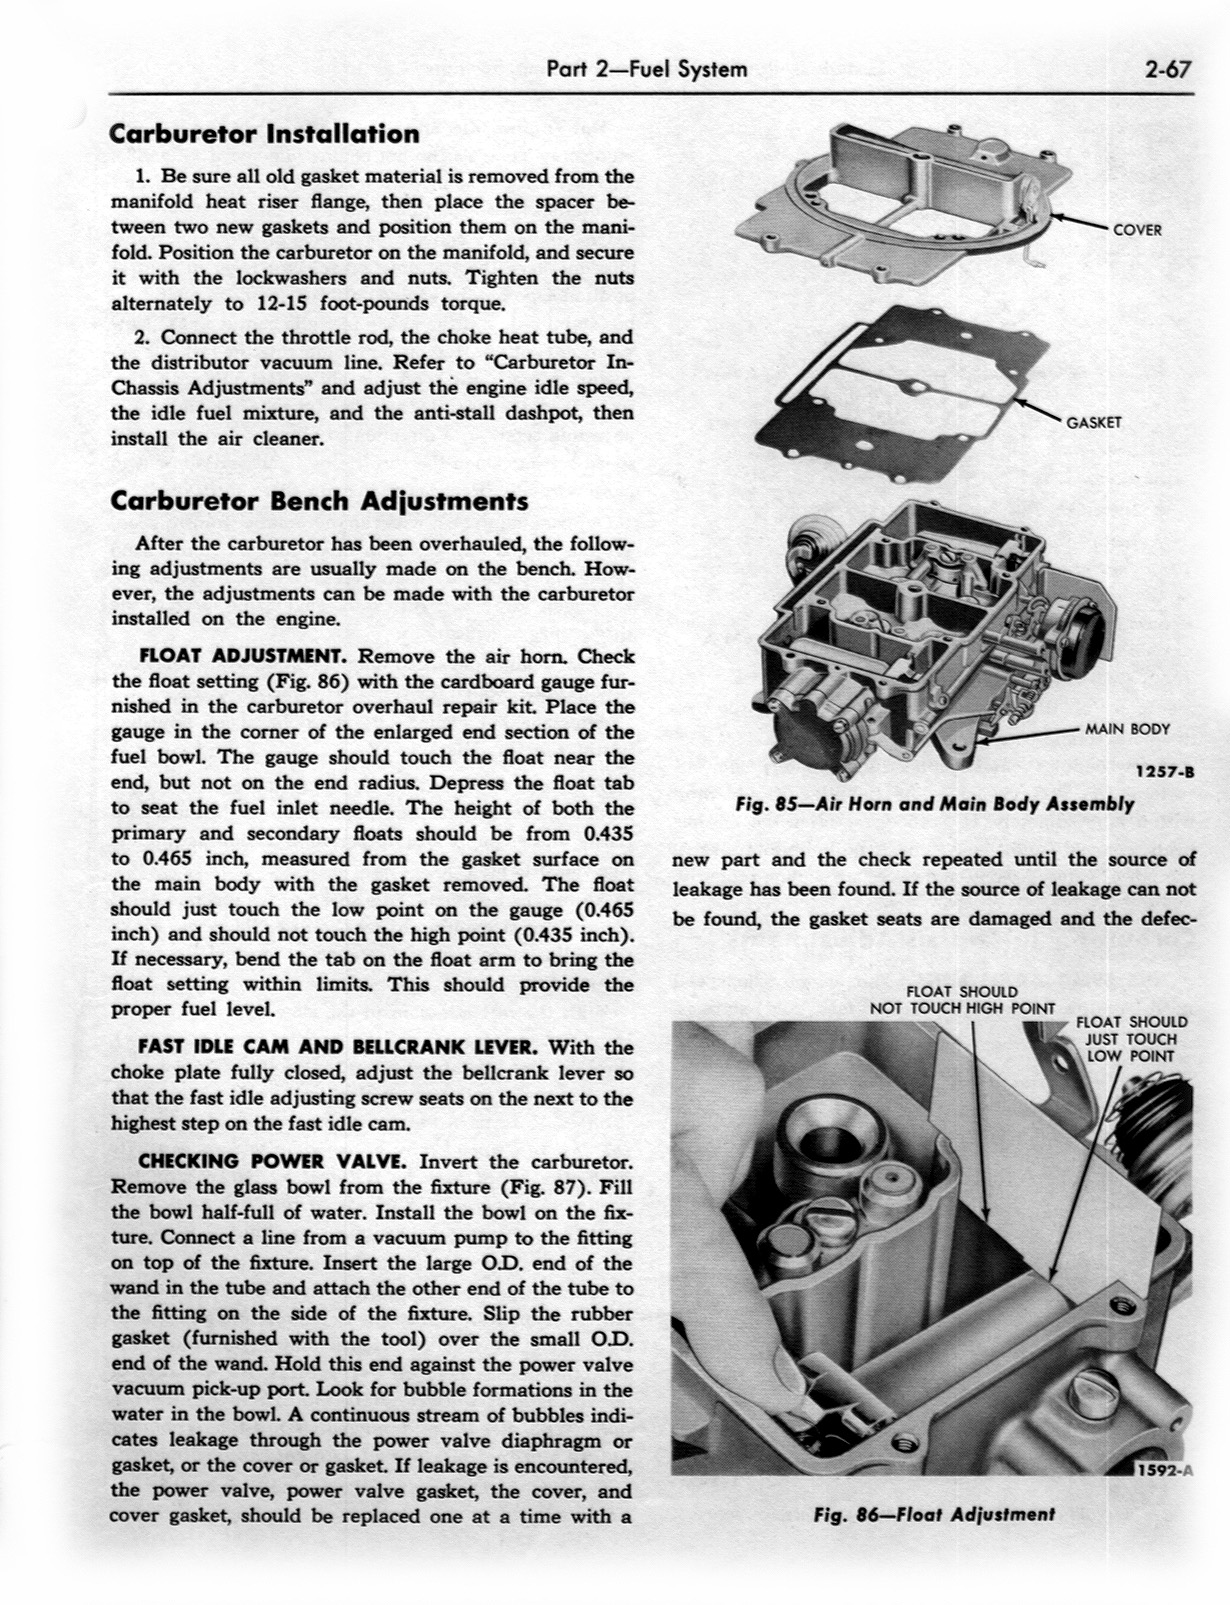 Part 2—Fuel System
2-67
Carburetor Installation
1. Be sure all old gasket material is removed from the
manifold heat riser flange, then place the spacer be-
tween two new gaskets and position them on the mani-
fold. Position the carburetor on the manifold, and secure
it with the lockwashers and nuts. Tighten the nuts
alternately to 12-15 foot-pounds torque.
2. Connect the throttle rod, the choke heat tube, and
the distributor vacuum line. Refer to “Carburetor In-
Chassis Adjustments” and adjust the engine idle speed,
the idle fuel mixture, and the anti-stall dashpot, then
install the air cleaner.
Carburetor Bench Adjustments
After the carburetor has been overhauled, the follow-
ing adjustments are usually made on the bench. How-
ever, the adjustments can be made with the carburetor
installed on the engine.
FLOAT ADJUSTMENT. Remove the air horn. Check
the float setting (Fig. 86) with the cardboard gauge fur-
nished in the carburetor overhaul repair kit. Place the
gauge in the corner of the enlarged end section of the
fuel bowl. The gauge should touch the float near the
end, but not on the end radius. Depress the float tab
to seat the fuel inlet needle. The height of both the
primary and secondary floats should be from 0.435
to 0.465 inch, measured from the gasket surface on
the main body with the gasket removed. The float
should just touch the low point on the gauge (0.465
inch) and should not touch the high point (0.435 inch).
If necessary, bend the tab on the float arm to bring the
float setting within limits. This should provide the
proper fuel level.
FAST IDLE CAM AND BELLCRANK LEVER. With the
choke plate fully closed, adjust the bellcrank lever so
that the fast idle adjusting screw seats on the next to the
highest step on the fast idle cam.
CHECKING POWER VALVE. Invert the carburetor.
Remove the glass bowl from the fixture (Fig. 87). Fill
the bowl half-full of water. Install the bowl on the fix-
ture. Connect a line from a vacuum pump to the fitting
on top of the fixture. Insert the large O.D. end of the
wand in the tube and attach the other end of the tube to
the fitting on the side of the fixture. Slip the rubber
gasket (furnished with the tool) over the small O.D.
end of the wand. Hold this end against the power valve
vacuum pick-up port. Look for bubble formations in the
water in the bowl. A continuous stream of bubbles indi-
cates leakage through the power valve diaphragm or
gasket, or the cover or gasket. If leakage is encountered,
the power valve, power valve gasket, the cover, and
cover gasket, should be replaced one at a time with a
COVER
GASKET
MAIN BODY
1257-B
Fig. 85—Air Horn and Main Body Assembly
new part and the check repeated until the source of
leakage has been found. If the source of leakage can not
be found, the gasket seats are damaged and the defec-
FLOAT SHOULD
NOT TOUCH HIGH POINT
FLOAT SHOULD
JUST TOUCH
LOW POINT
1592-A
Fig. 86—Float Adjustment